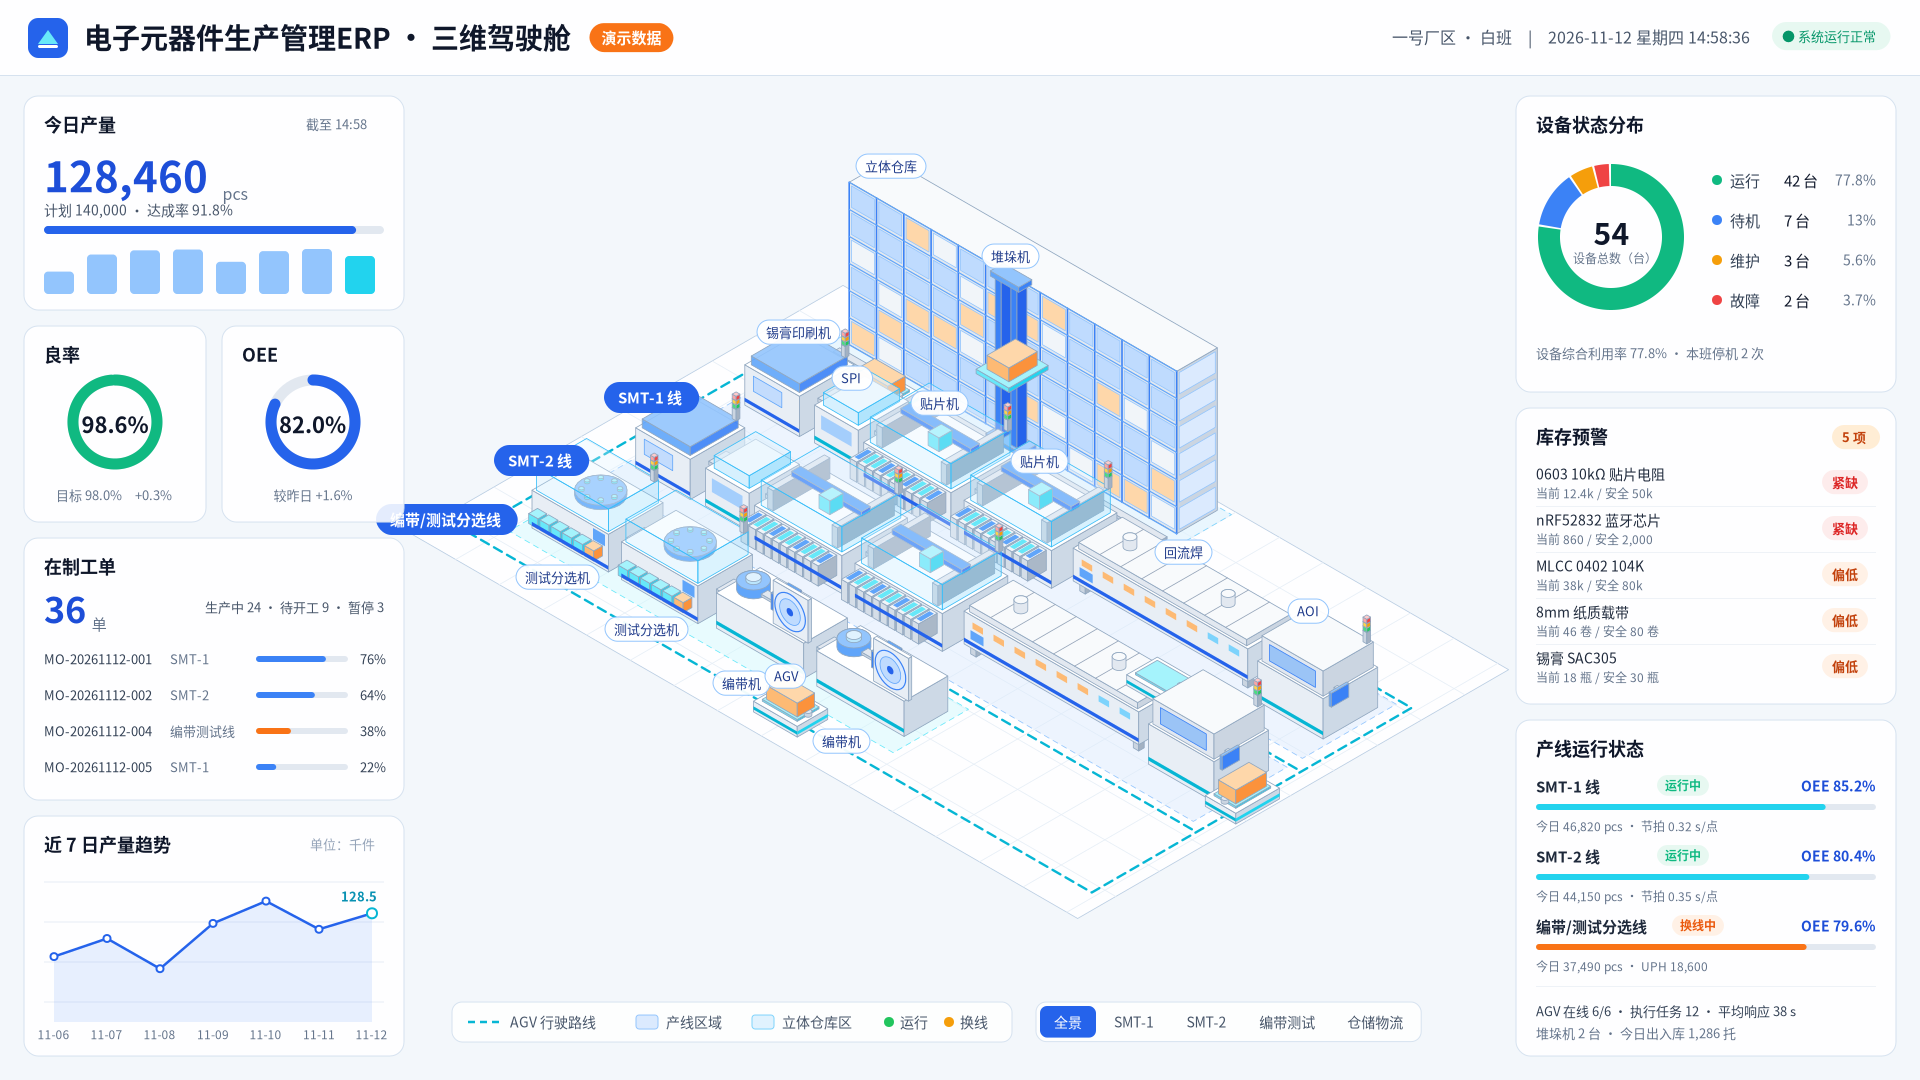 电子元器件生产管理ERP · 三维驾驶舱
演示数据
一号厂区 · 白班 | 2026-11-12 星期四 14:58:36
系统运行正常
今日产量
截至 14:58
128,460 pcs
计划 140,000 · 达成率 91.8%
良率
98.6%
目标 98.0% +0.3%
OEE
82.0%
较昨日 +1.6%
在制工单
36 单
生产中 24 · 待开工 9 · 暂停 3
MO-20261112-001 SMT-1 76%
MO-20261112-002 SMT-2 64%
MO-20261112-004 编带测试线 38%
MO-20261112-005 SMT-1 22%
近 7 日产量趋势
单位: 千件
128.5
11-06 11-07 11-08 11-09 11-10 11-11 11-12
立体仓库
堆垛机
锡膏印刷机
SPI
贴片机
SMT-1 线
SMT-2 线
贴片机
编带/测试分选线
回流焊
测试分选机
AOI
测试分选机
编带机
AGV
编带机
AGV 行驶路线
产线区域
立体仓库区
运行
换线
全景
SMT-1
SMT-2
编带测试
仓储物流
设备状态分布
54
设备总数（台）
运行 42 台 77.8%
待机 7 台 13%
维护 3 台 5.6%
故障 2 台 3.7%
设备综合利用率 77.8% · 本班停机 2 次
库存预警
5 项
0603 10kΩ 贴片电阻
当前 12.4k / 安全 50k
紧缺
nRF52832 蓝牙芯片
当前 860 / 安全 2,000
紧缺
MLCC 0402 104K
当前 38k / 安全 80k
偏低
8mm 纸质载带
当前 46 卷 / 安全 80 卷
偏低
锡膏 SAC305
当前 18 瓶 / 安全 30 瓶
偏低
产线运行状态
SMT-1 线 运行中 OEE 85.2%
今日 46,820 pcs · 节拍 0.32 s/点
SMT-2 线 运行中 OEE 80.4%
今日 44,150 pcs · 节拍 0.35 s/点
编带/测试分选线 换线中 OEE 79.6%
今日 37,490 pcs · UPH 18,600
AGV 在线 6/6 · 执行任务 12 · 平均响应 38 s
堆垛机 2 台 · 今日出入库 1,286 托